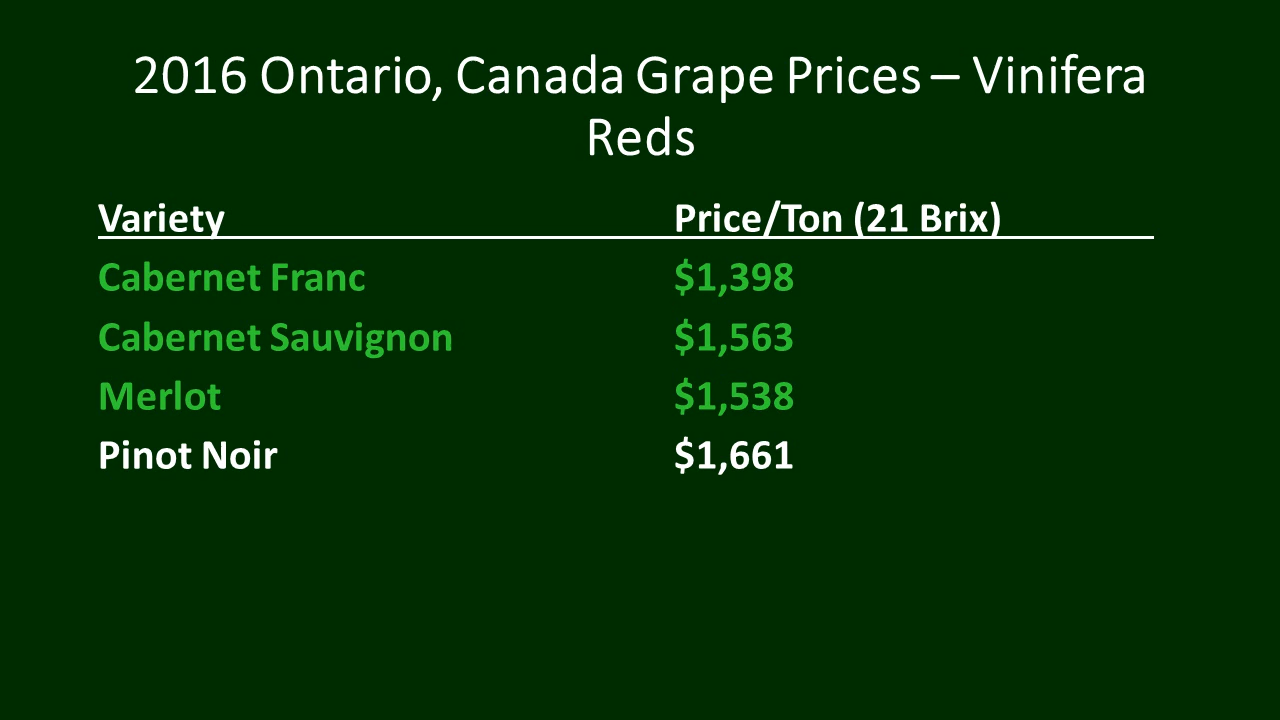 2016 Ontario, Canada Grape Prices – Vinifera
Reds
Variety Price/Ton (21 Brix)
Cabernet Franc $1,398
Cabernet Sauvignon $1,563
Merlot $1,538
Pinot Noir $1,661